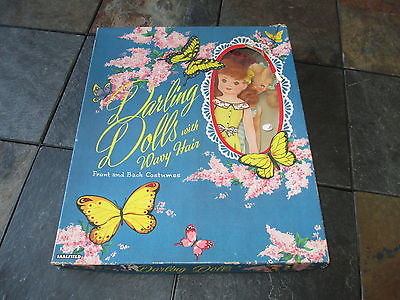 Darling
Dolls with
Wavy Hair
Front and Back Costumes
SAALFIELD
Darling Dolls